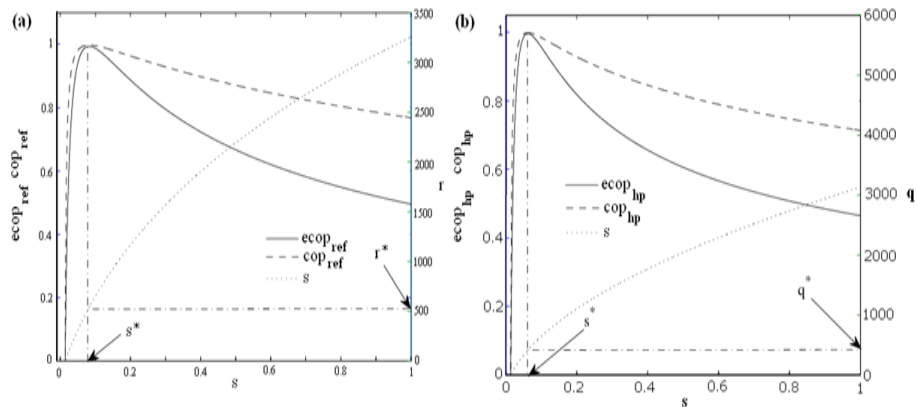 (a)
ecop_ref cop_ref
1
0.8
0.6
0.4
0.2
0
0
0.2
0.4
0.6
0.8
1
s
3500
3000
2500
2000
1500
1000
500
0
r
ecop_ref
cop_ref
s
r*
s*
(b)
ecop_hp cop_hp
1
0.8
0.6
0.4
0.2
0
0
0.2
0.4
0.6
0.8
1
s
6000
5000
4000
3000
2000
1000
0
q
ecop_hp
cop_hp
s
q*
s*